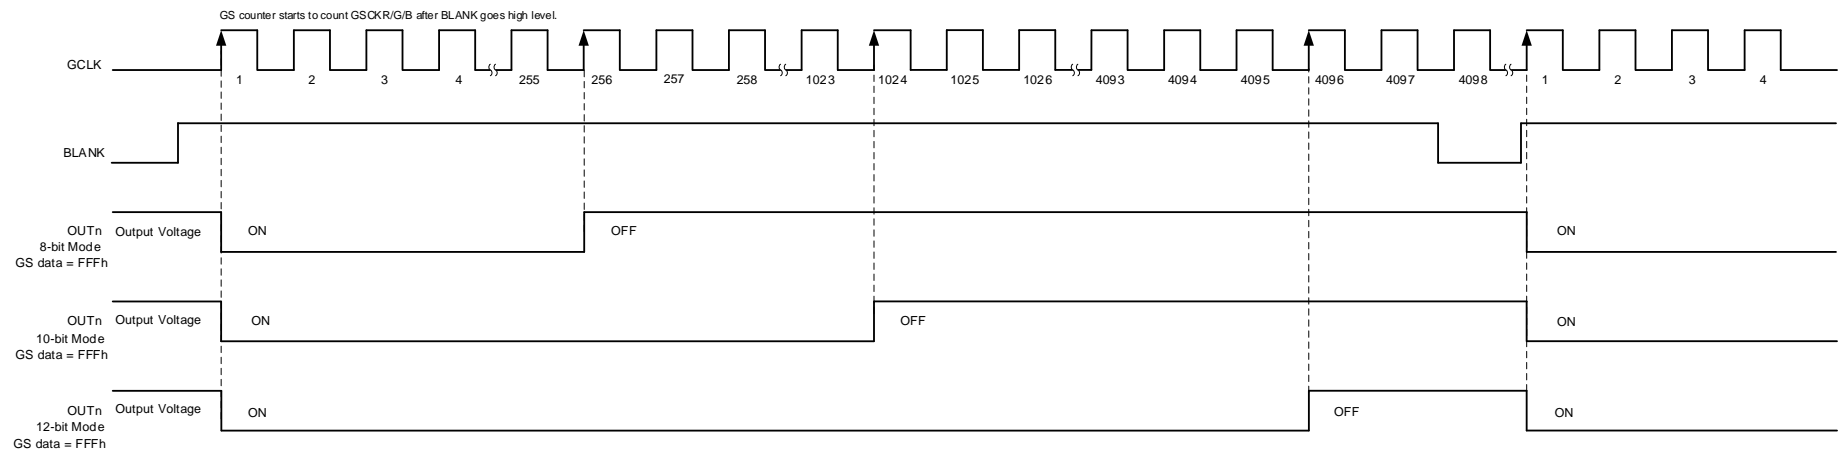 GS counter starts to count GSCKR/G/B after BLANK goes high level.
GCLK
1 2 3 4 255 256 257 258 1023 1024 1025 1026 4093 4094 4095 4096 4097 4098 1 2 3 4
BLANK
OUTn Output Voltage ON OFF ON
8-bit Mode
GS data = FFFh
OUTn Output Voltage ON OFF ON
10-bit Mode
GS data = FFFh
OUTn Output Voltage ON OFF ON
12-bit Mode
GS data = FFFh